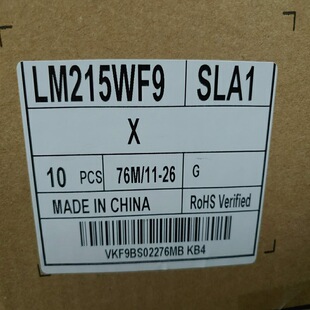 LM215WF9 SLA1
X
10 PCS 76M/11-26 G
MADE IN CHINA RoHS Verified
VKF9BS02276MB KB4